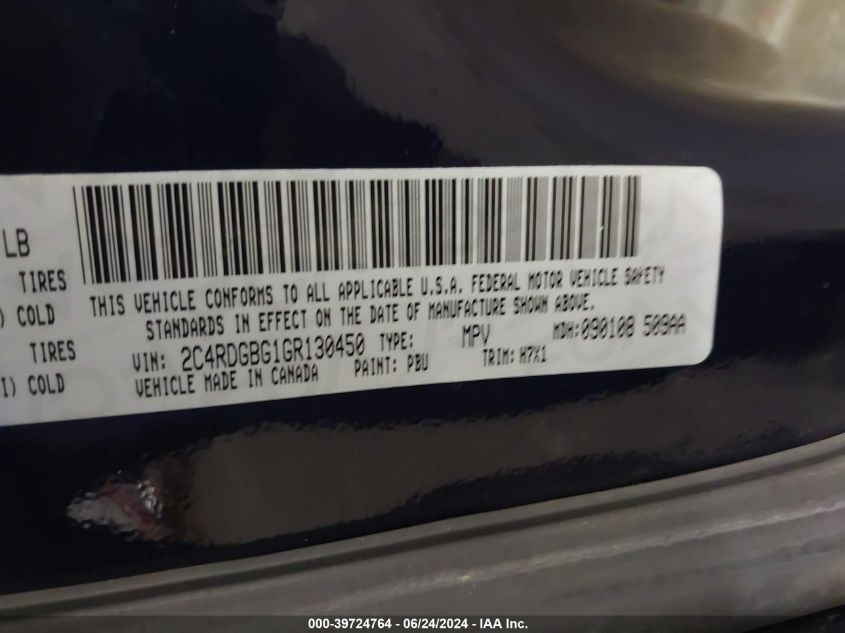 LB
TIRES
) COLD
TIRES
I) COLD
THIS VEHICLE CONFORMS TO ALL APPLICABLE U.S.A. FEDERAL MOTOR VEHICLE SAFETY
STANDARDS IN EFFECT ON THE DATE OF MANUFACTURE SHOWN ABOVE.
VIN: 2C4RDGBG1GR130450 TYPE: MPV MDH:090108 509AA
VEHICLE MADE IN CANADA PAINT: PBU TRIM: H7X1
000-39724764 / 06/24/2024 - IAA Inc.